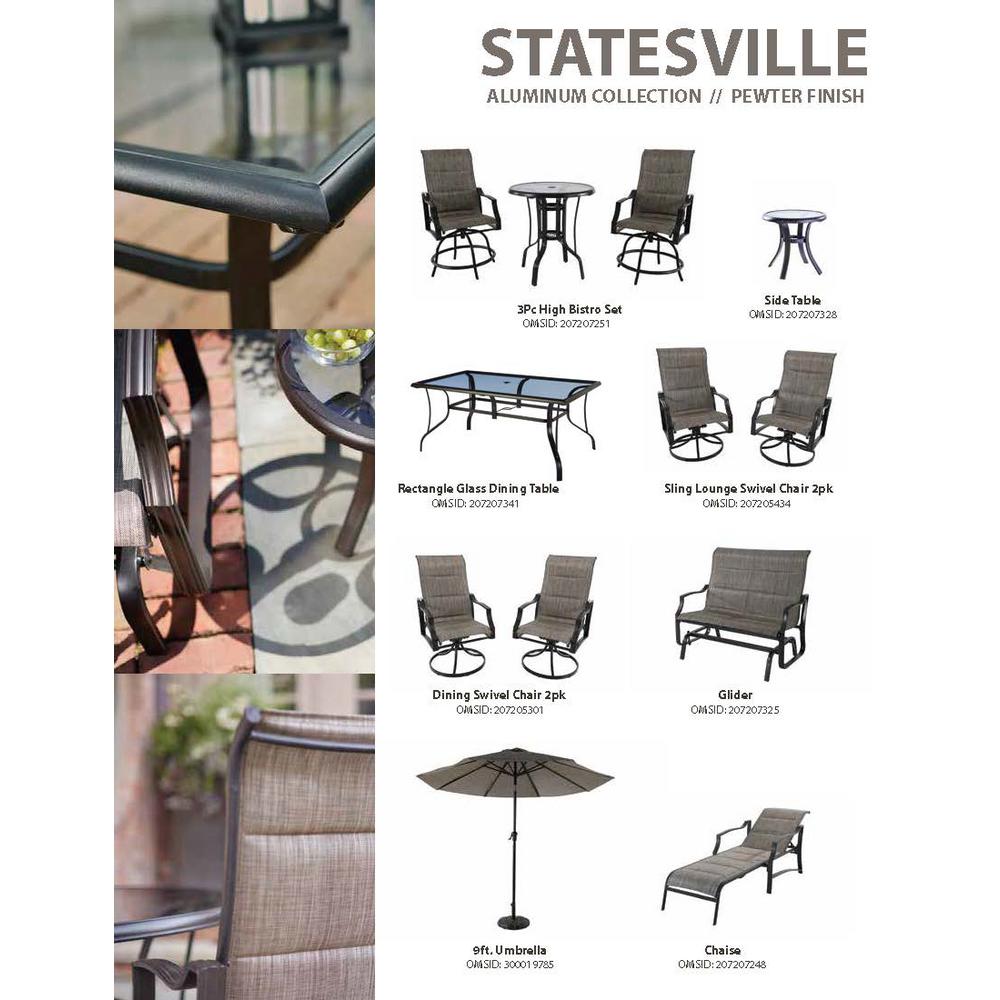 STATESVILLE
ALUMINUM COLLECTION // PEWTER FINISH
3Pc High Bistro Set
OMSID: 207207251
Side Table
OMSID: 207207328
Rectangle Glass Dining Table
OMSID: 207207341
Sling Lounge Swivel Chair 2pk
OMSID: 207205434
Dining Swivel Chair 2pk
OMSID: 207205301
Glider
OMSID: 207207325
9ft. Umbrella
OMSID: 300019785
Chaise
OMSID: 207207248